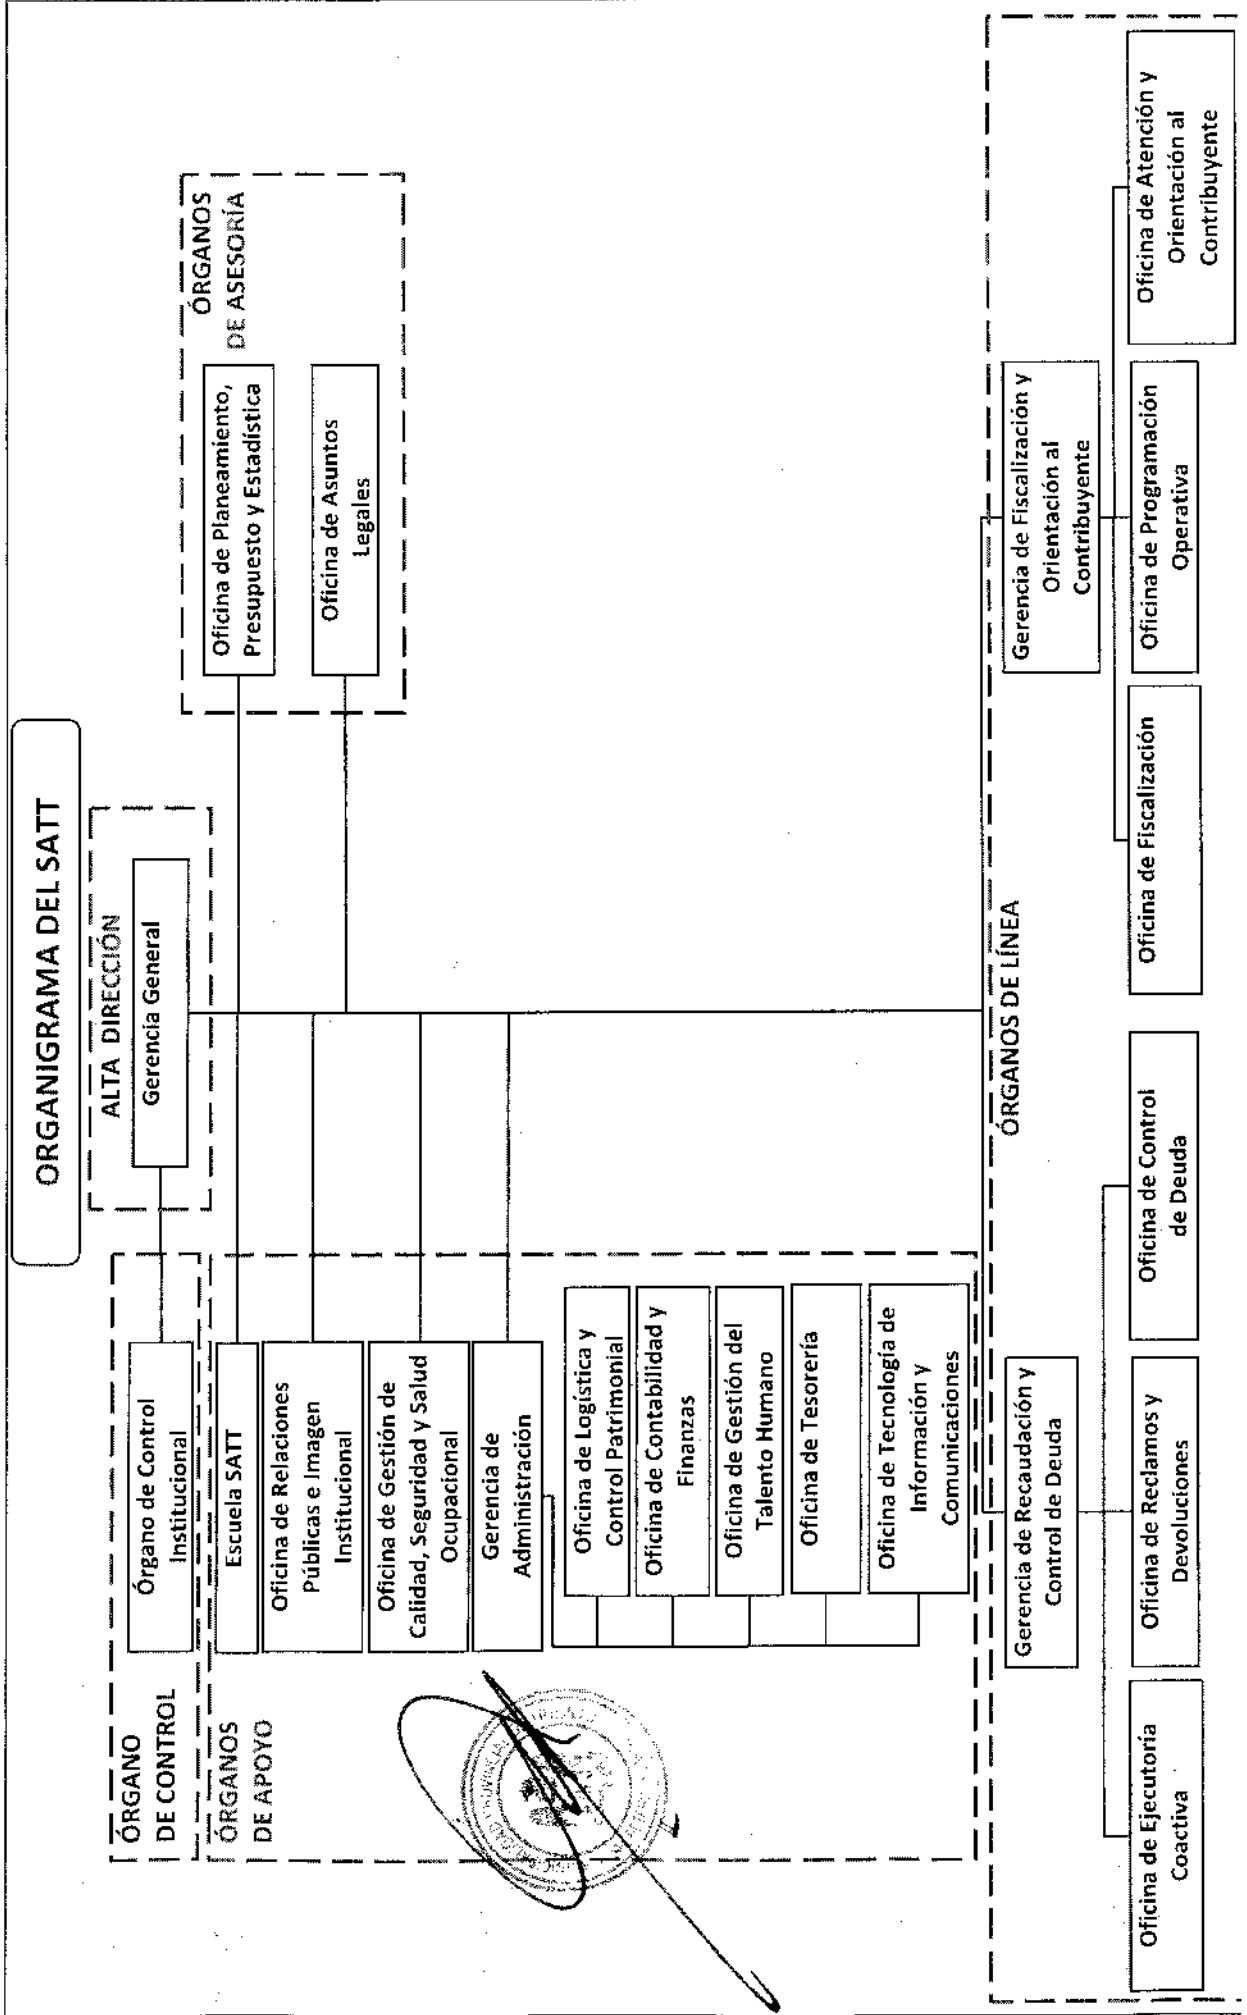 ORGANIGRAMA DEL SATT
ALTA DIRECCIÓN
Gerencia General
ÓRGANO
DE CONTROL
Órgano de Control
Institucional
ÓRGANOS
DE APOYO
Escuela SATT
Oficina de Relaciones
Públicas e Imagen
Institucional
Oficina de Gestión de
Calidad, Seguridad y Salud
Ocupacional
Gerencia de
Administración
Oficina de Logística y
Control Patrimonial
Oficina de Contabilidad y
Finanzas
Oficina de Gestión del
Talento Humano
Oficina de Tesorería
Oficina de Tecnología de
Información y
Comunicaciones
ÓRGANOS
DE ASESORÍA
Oficina de Planeamiento,
Presupuesto y Estadística
Oficina de Asuntos
Legales
ÓRGANOS DE LÍNEA
Gerencia de Recaudación y
Control de Deuda
Oficina de Ejecutoría
Coactiva
Oficina de Reclamos y
Devoluciones
Oficina de Control
de Deuda
Gerencia de Fiscalización y
Orientación al
Contribuyente
Oficina de Fiscalización
Oficina de Programación
Operativa
Oficina de Atención y
Orientación al
Contribuyente